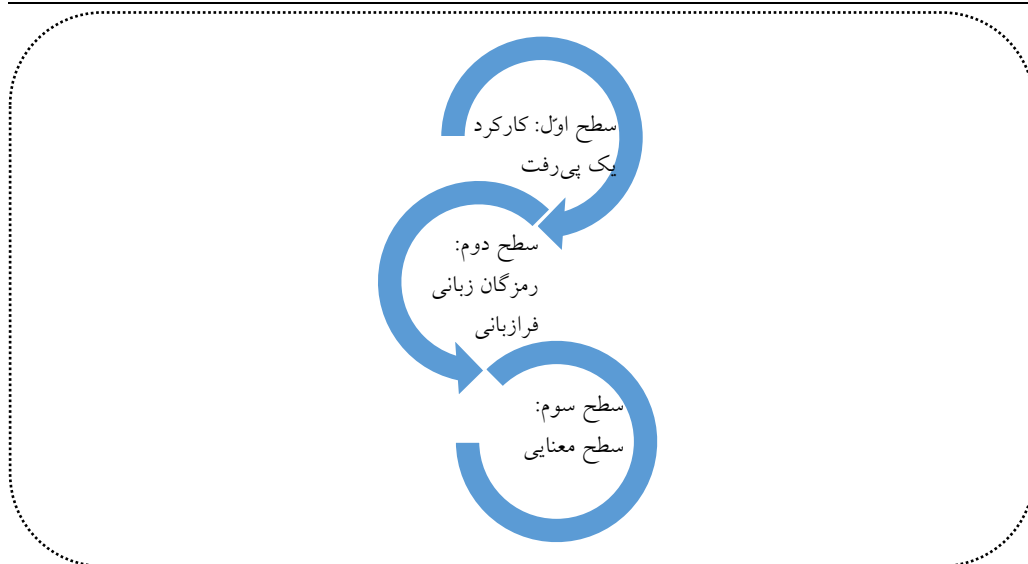 سطح اوّل: کارکرد
یک پی‌رفت
سطح دوم:
رمزگان زبانی
فرازبانی
سطح سوم:
سطح معنایی